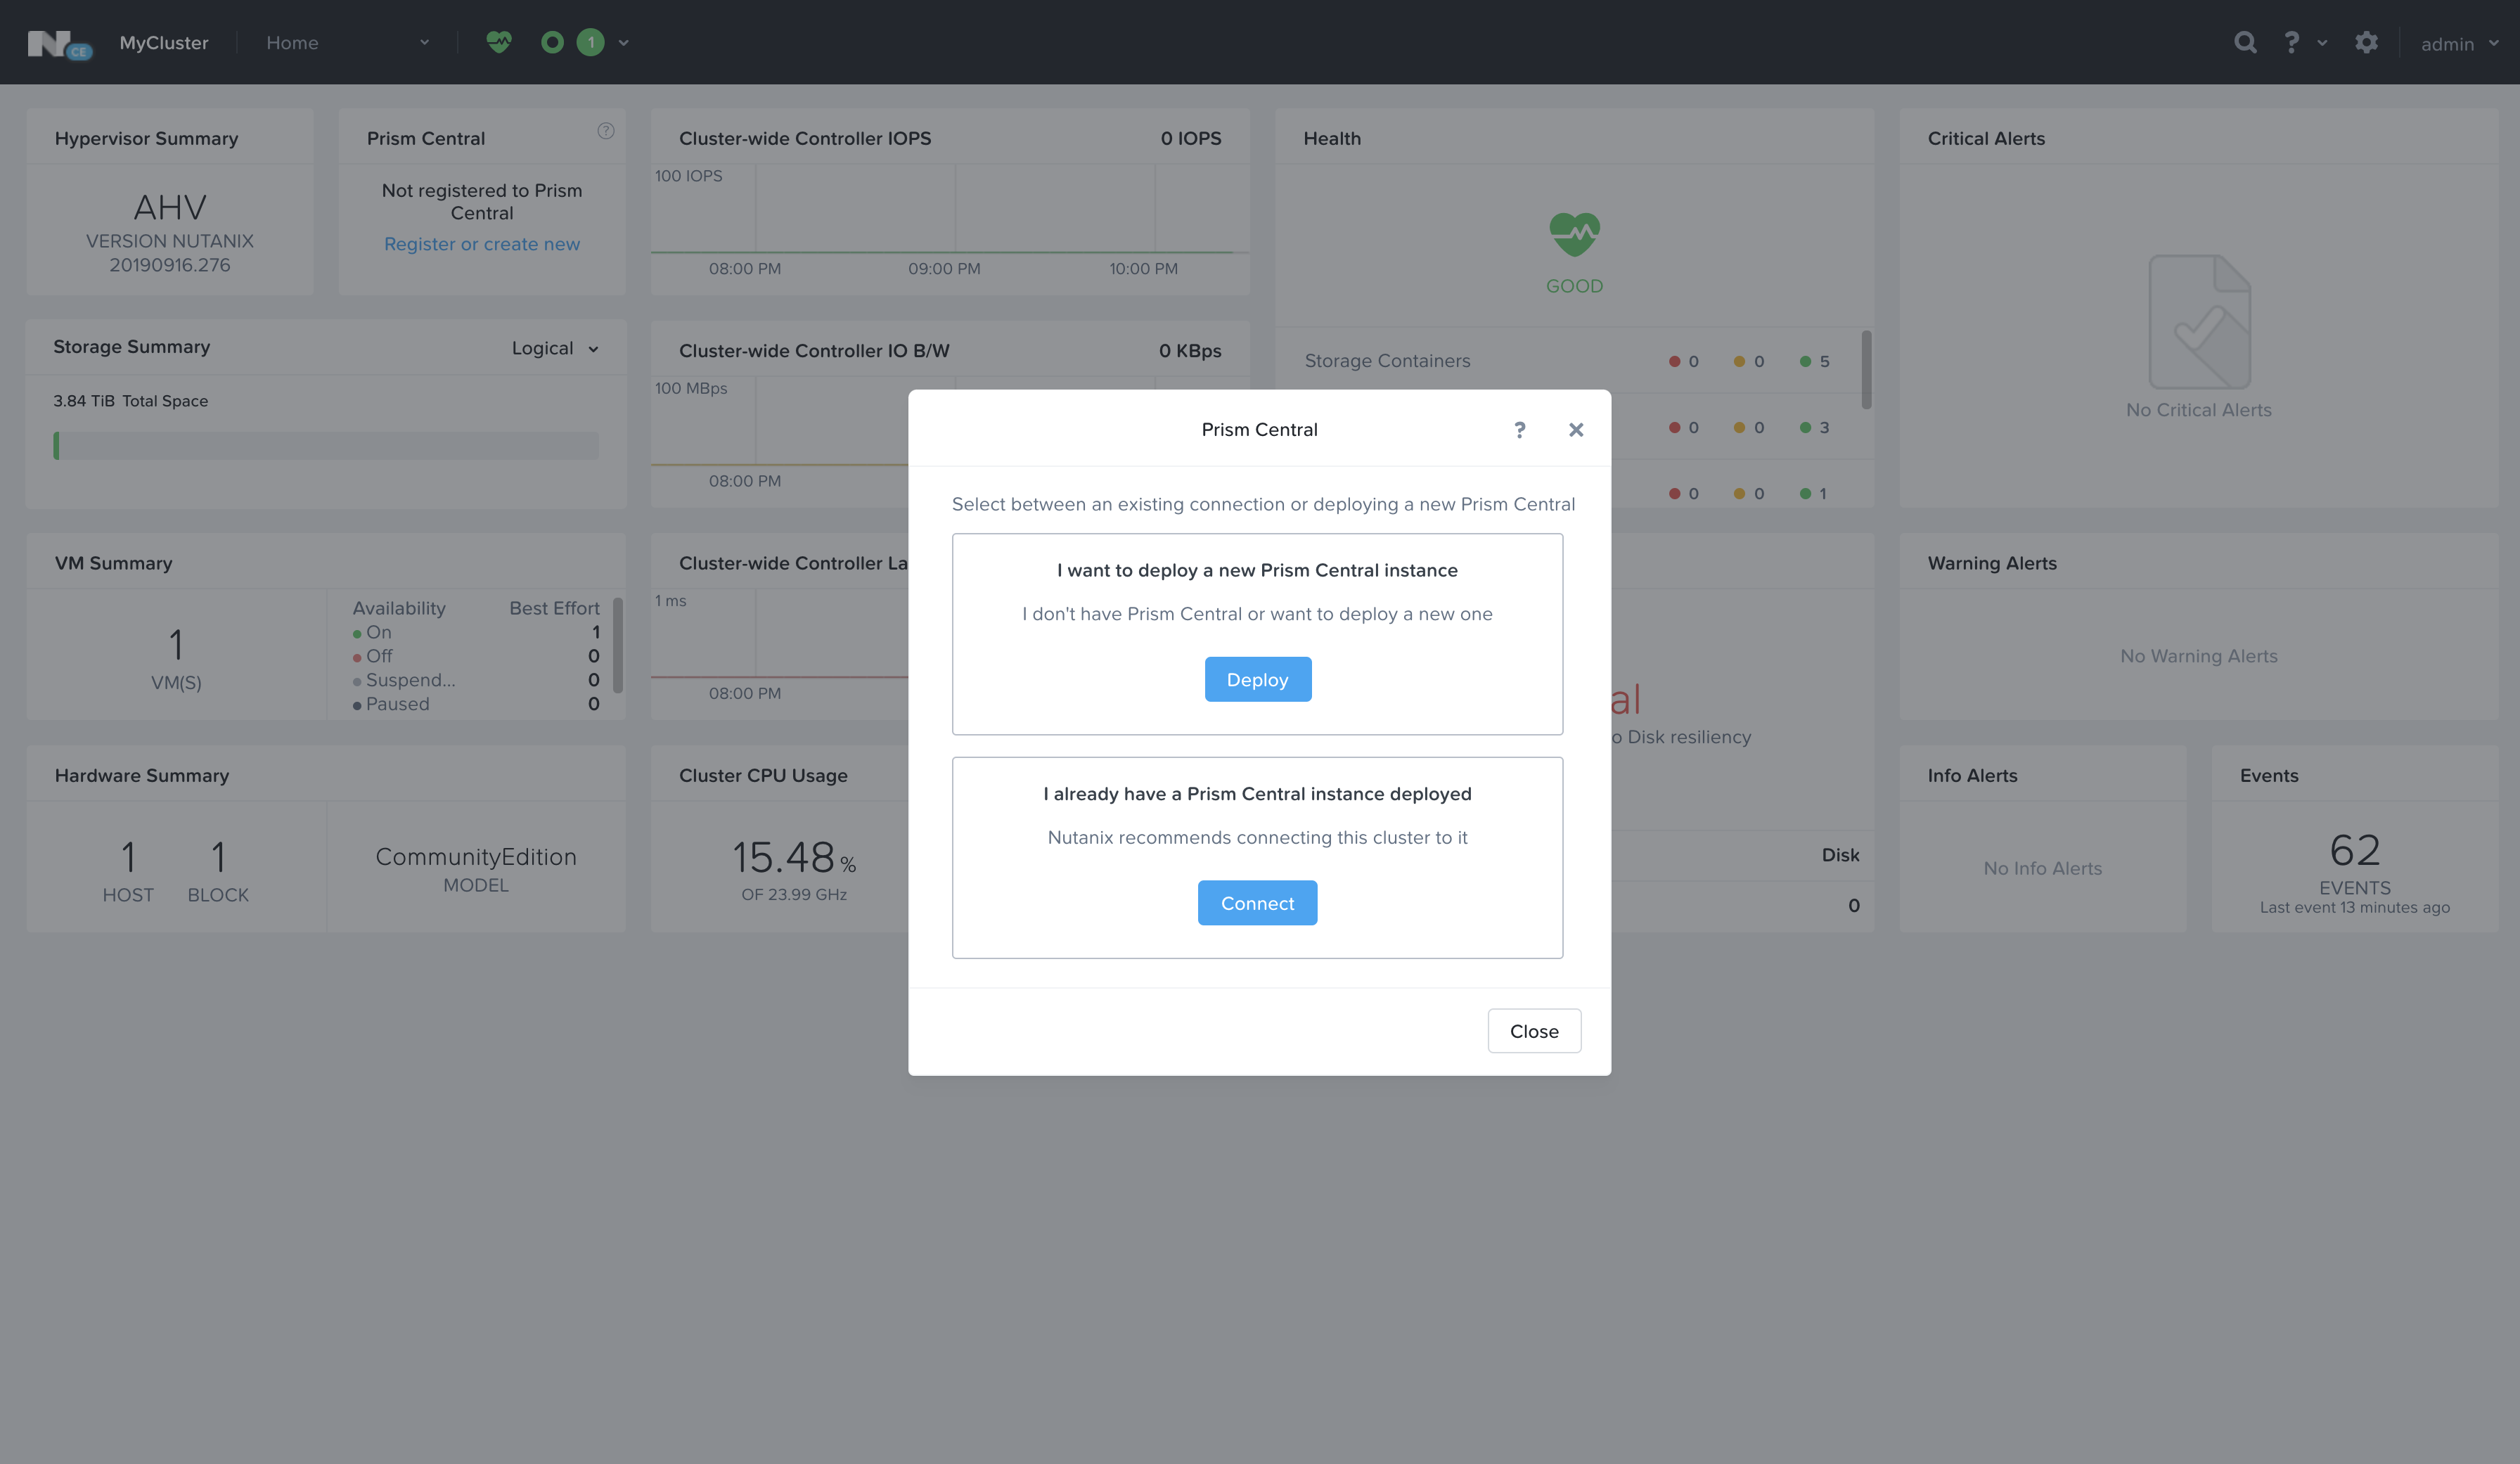 N CE MyCluster Home 1 ? admin
Hypervisor Summary
AHV
VERSION NUTANIX
20190916.276
Prism Central ?
Not registered to Prism
Central
Register or create new
Cluster-wide Controller IOPS 0 IOPS
100 IOPS
08:00 PM 09:00 PM 10:00 PM
Health
GOOD
Storage Containers 0 0 5
0 0 3
0 0 1
Critical Alerts
No Critical Alerts
Storage Summary Logical
3.84 TiB Total Space
Cluster-wide Controller IO B/W 0 KBps
100 MBps
08:00 PM
Prism Central ? ×
Select between an existing connection or deploying a new Prism Central
I want to deploy a new Prism Central instance
I don't have Prism Central or want to deploy a new one
Deploy
I already have a Prism Central instance deployed
Nutanix recommends connecting this cluster to it
Connect
Close
VM Summary
1
VM(S)
Availability Best Effort
On 1
Off 0
Suspend... 0
Paused 0
Cluster-wide Controller La
1 ms
08:00 PM
al
o Disk resiliency
Disk
0
Warning Alerts
No Warning Alerts
Hardware Summary
1 1
HOST BLOCK
CommunityEdition
MODEL
Cluster CPU Usage
15.48 %
OF 23.99 GHz
Info Alerts
No Info Alerts
Events
62
EVENTS
Last event 13 minutes ago